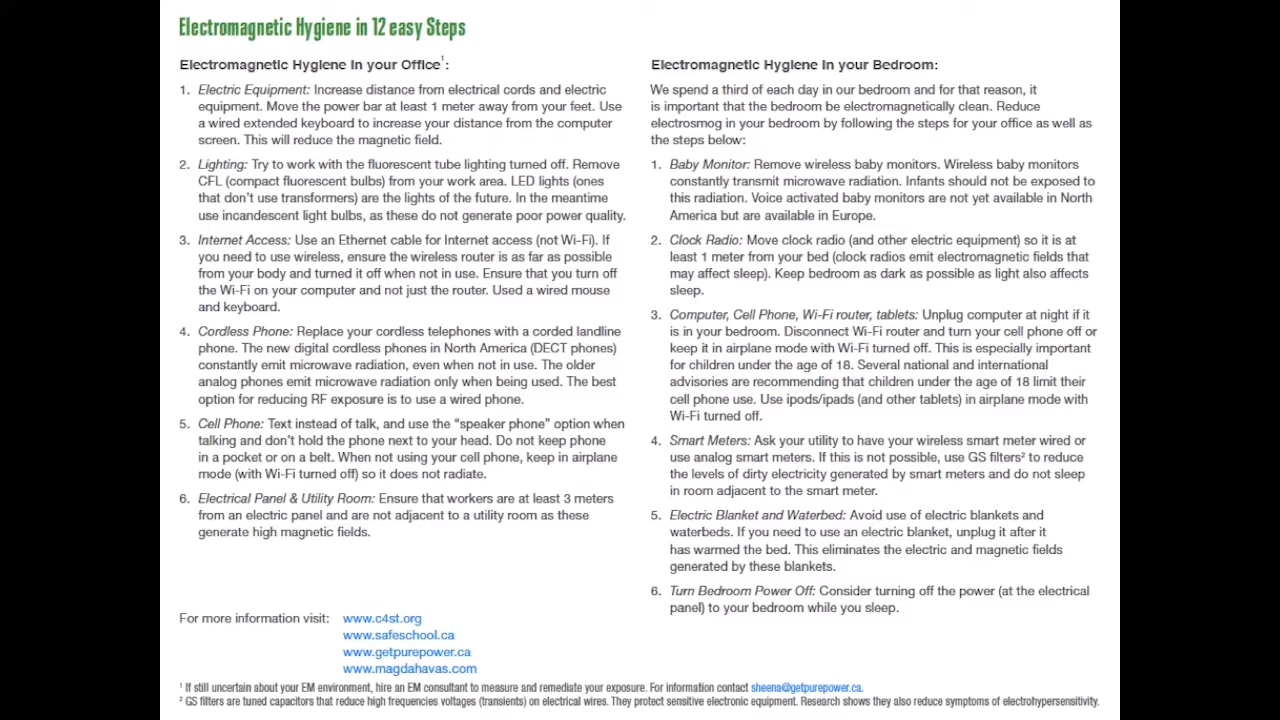 Electromagnetic Hygiene in 12 easy Steps
Electromagnetic Hygiene In your Office¹:
1. Electric Equipment: Increase distance from electrical cords and electric
equipment. Move the power bar at least 1 meter away from your feet. Use
a wired extended keyboard to increase your distance from the computer
screen. This will reduce the magnetic field.
2. Lighting: Try to work with the fluorescent tube lighting turned off. Remove
CFL (compact fluorescent bulbs) from your work area. LED lights (ones
that don't use transformers) are the lights of the future. In the meantime
use incandescent light bulbs, as these do not generate poor power quality.
3. Internet Access: Use an Ethernet cable for Internet access (not Wi-Fi). If
you need to use wireless, ensure the wireless router is as far as possible
from your body and turned it off when not in use. Ensure that you turn off
the Wi-Fi on your computer and not just the router. Used a wired mouse
and keyboard.
4. Cordless Phone: Replace your cordless telephones with a corded landline
phone. The new digital cordless phones in North America (DECT phones)
constantly emit microwave radiation, even when not in use. The older
analog phones emit microwave radiation only when being used. The best
option for reducing RF exposure is to use a wired phone.
5. Cell Phone: Text instead of talk, and use the "speaker phone" option when
talking and don't hold the phone next to your head. Do not keep phone
in a pocket or on a belt. When not using your cell phone, keep in airplane
mode (with Wi-Fi turned off) so it does not radiate.
6. Electrical Panel & Utility Room: Ensure that workers are at least 3 meters
from an electric panel and are not adjacent to a utility room as these
generate high magnetic fields.
Electromagnetic Hygiene In your Bedroom:
We spend a third of each day in our bedroom and for that reason, it
is important that the bedroom be electromagnetically clean. Reduce
electrosmog in your bedroom by following the steps for your office as well as
the steps below:
1. Baby Monitor: Remove wireless baby monitors. Wireless baby monitors
constantly transmit microwave radiation. Infants should not be exposed to
this radiation. Voice activated baby monitors are not yet available in North
America but are available in Europe.
2. Clock Radio: Move clock radio (and other electric equipment) so it is at
least 1 meter from your bed (clock radios emit electromagnetic fields that
may affect sleep). Keep bedroom as dark as possible as light also affects
sleep.
3. Computer, Cell Phone, Wi-Fi router, tablets: Unplug computer at night if it
is in your bedroom. Disconnect Wi-Fi router and turn your cell phone off or
keep it in airplane mode with Wi-Fi turned off. This is especially important
for children under the age of 18. Several national and international
advisories are recommending that children under the age of 18 limit their
cell phone use. Use ipods/ipads (and other tablets) in airplane mode with
Wi-Fi turned off.
4. Smart Meters: Ask your utility to have your wireless smart meter wired or
use analog smart meters. If this is not possible, use GS filters² to reduce
the levels of dirty electricity generated by smart meters and do not sleep
in room adjacent to the smart meter.
5. Electric Blanket and Waterbed: Avoid use of electric blankets and
waterbeds. If you need to use an electric blanket, unplug it after it
has warmed the bed. This eliminates the electric and magnetic fields
generated by these blankets.
6. Turn Bedroom Power Off: Consider turning off the power (at the electrical
panel) to your bedroom while you sleep.
For more information visit: www.c4st.org
www.safeschool.ca
www.getpurepower.ca
www.magdahavas.com
¹ If still uncertain about your EM environment, hire an EM consultant to measure and remediate your exposure. For information contact sheena@getpurepower.ca.
² GS filters are tuned capacitors that reduce high frequencies voltages (transients) on electrical wires. They protect sensitive electronic equipment. Research shows they also reduce symptoms of electrohypersensitivity.